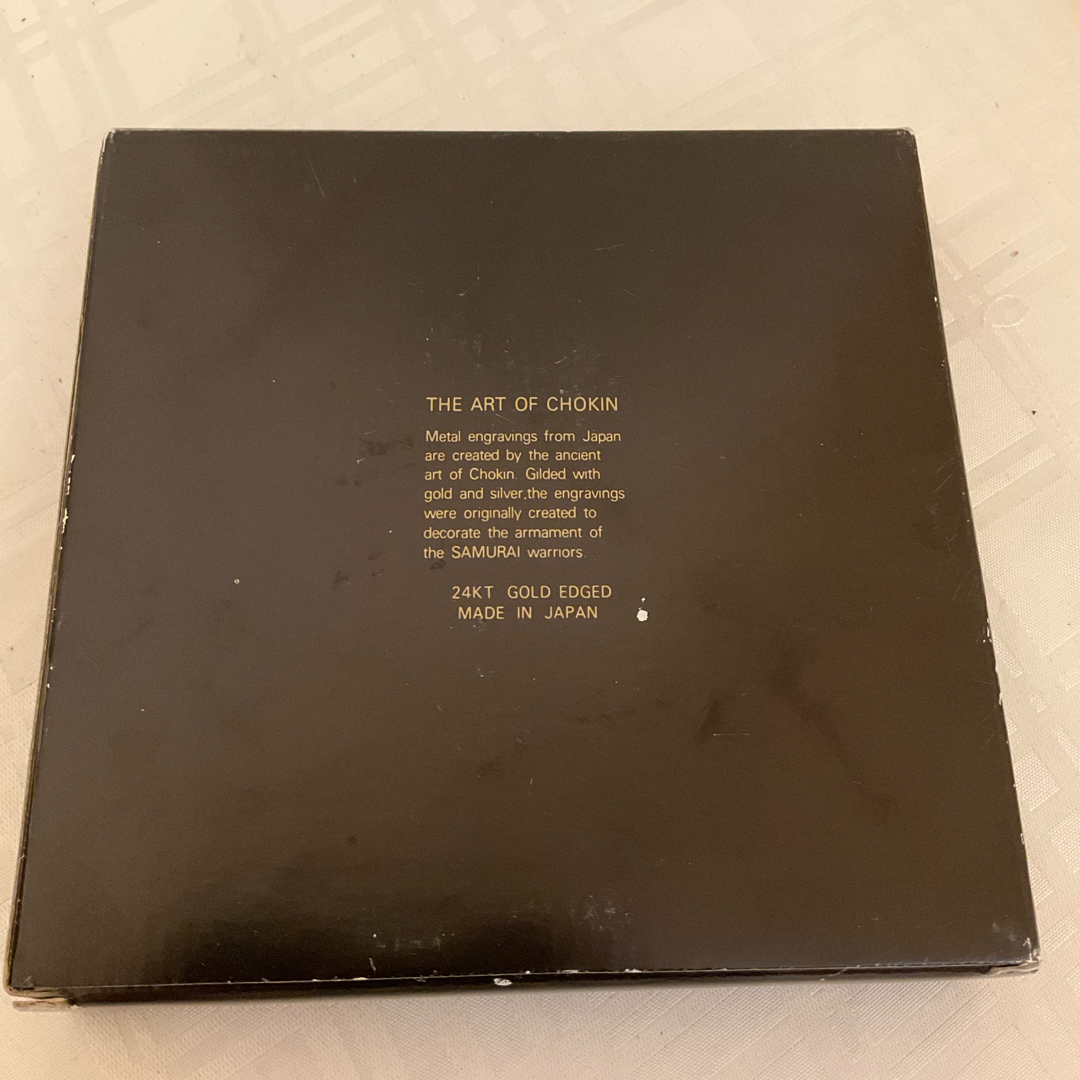 THE ART OF CHOKIN
Metal engravings from Japan
are created by the ancient
art of Chokin. Gilded with
gold and silver,the engravings
were originally created to
decorate the armament of
the SAMURAI warriors.
24KT GOLD EDGED
MADE IN JAPAN